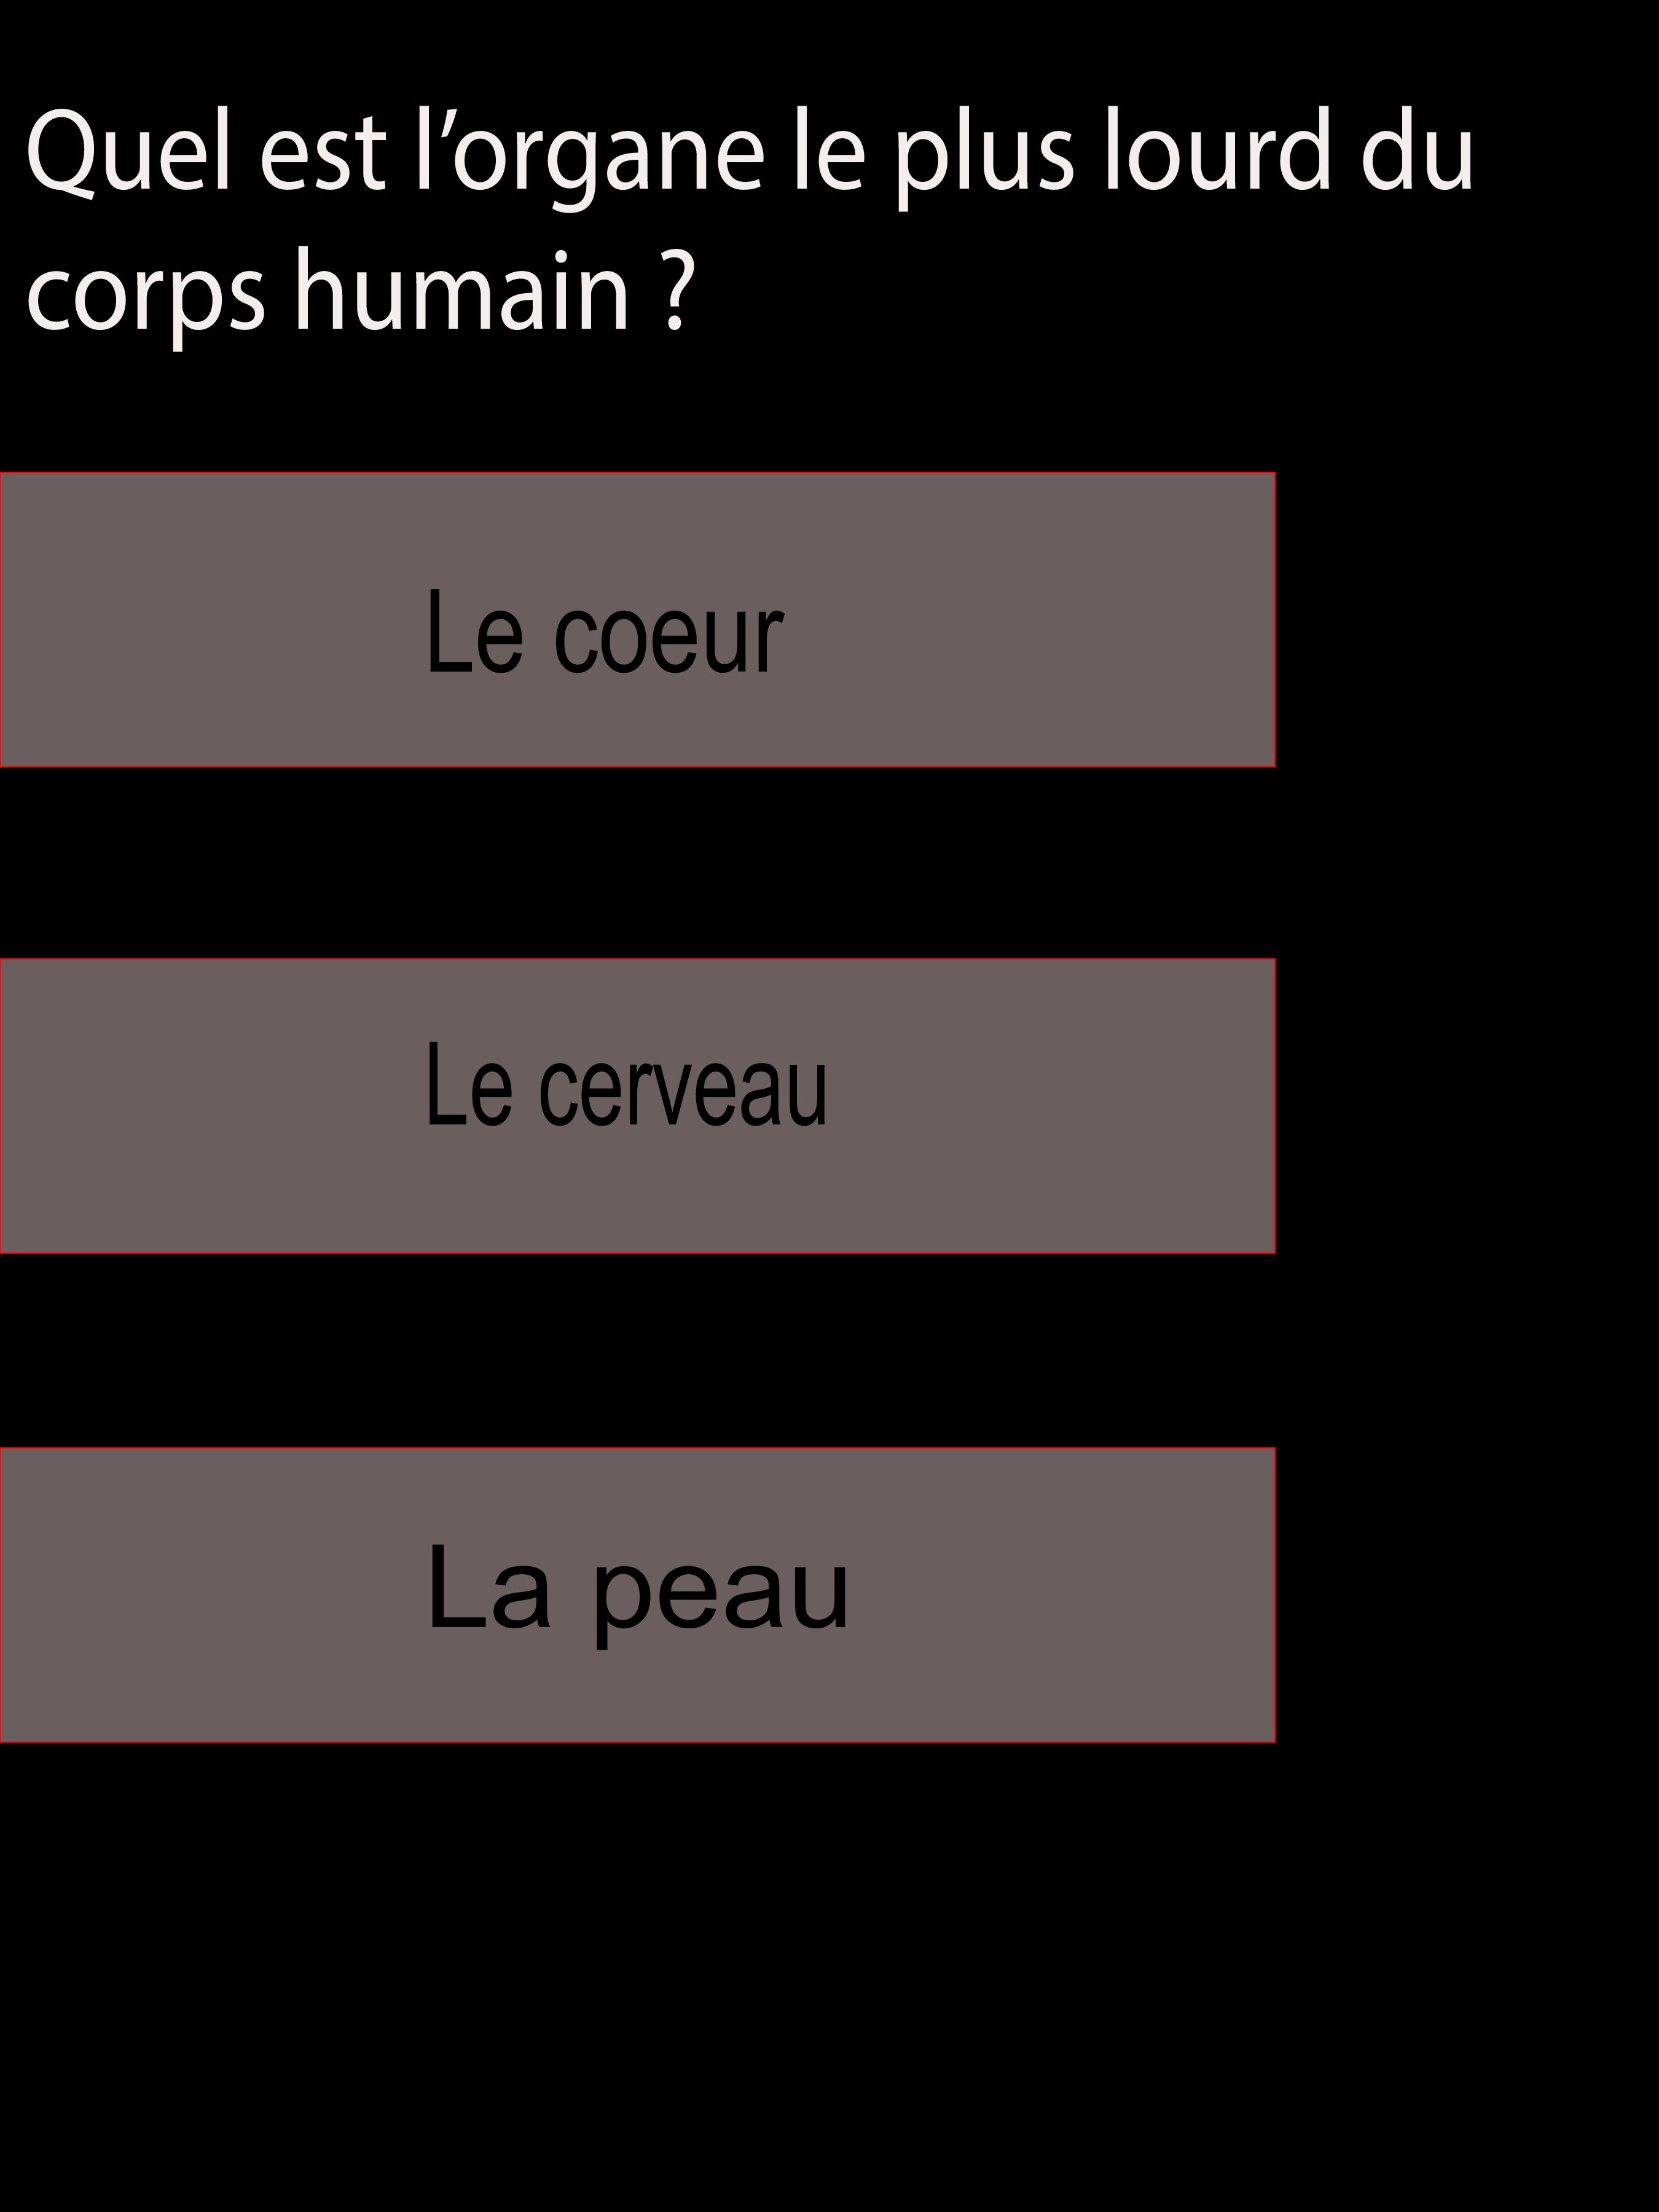 Quel est l’organe le plus lourd du
corps humain ?
Le coeur
Le cerveau
La peau